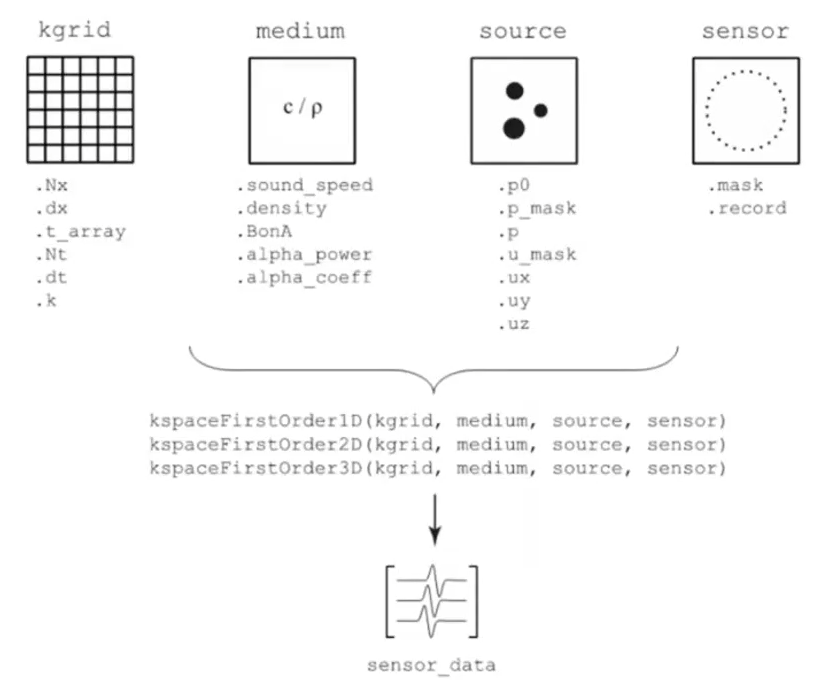 kgrid
medium
source
sensor
c / ρ
.Nx
.dx
.t_array
.Nt
.dt
.k
.sound_speed
.density
.BonA
.alpha_power
.alpha_coeff
.p0
.p_mask
.p
.u_mask
.ux
.uy
.uz
.mask
.record
kspaceFirstOrder1D(kgrid, medium, source, sensor)
kspaceFirstOrder2D(kgrid, medium, source, sensor)
kspaceFirstOrder3D(kgrid, medium, source, sensor)
sensor_data